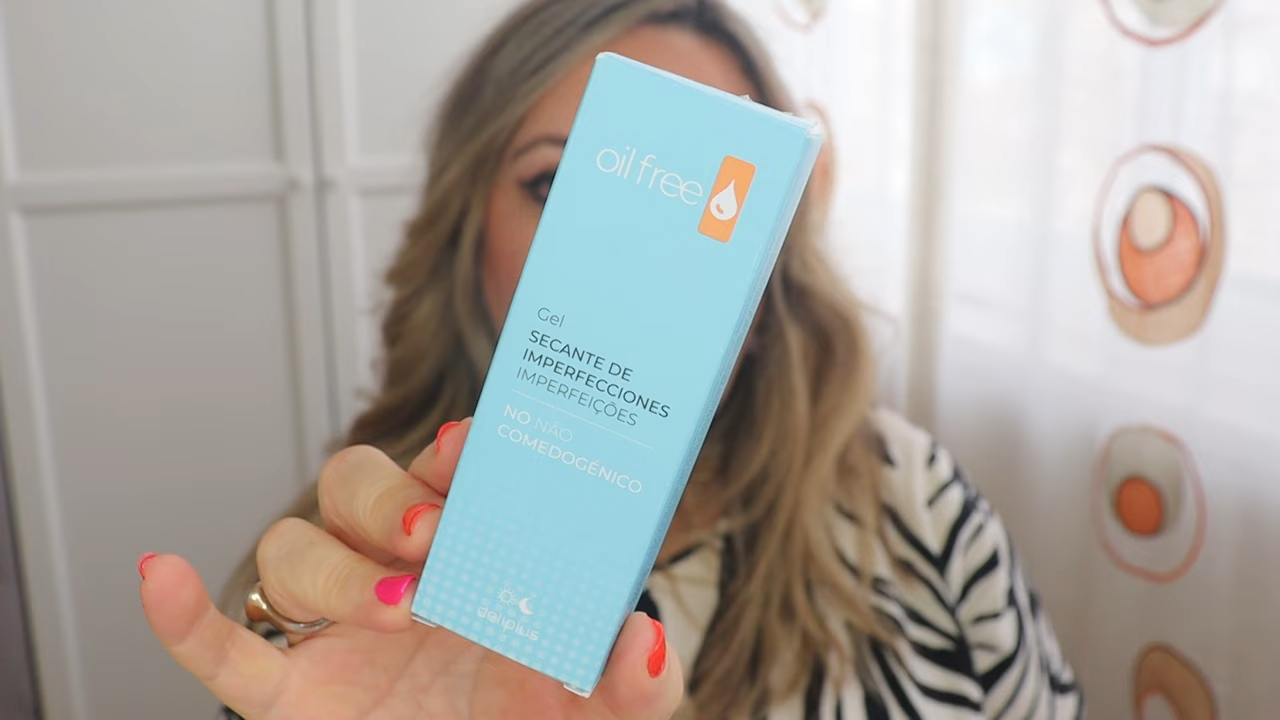 oil free
Gel
SECANTE DE
IMPERFECCIONES
IMPERFEIÇÕES
NO NÃO
COMEDOGÉNICO
deliplus